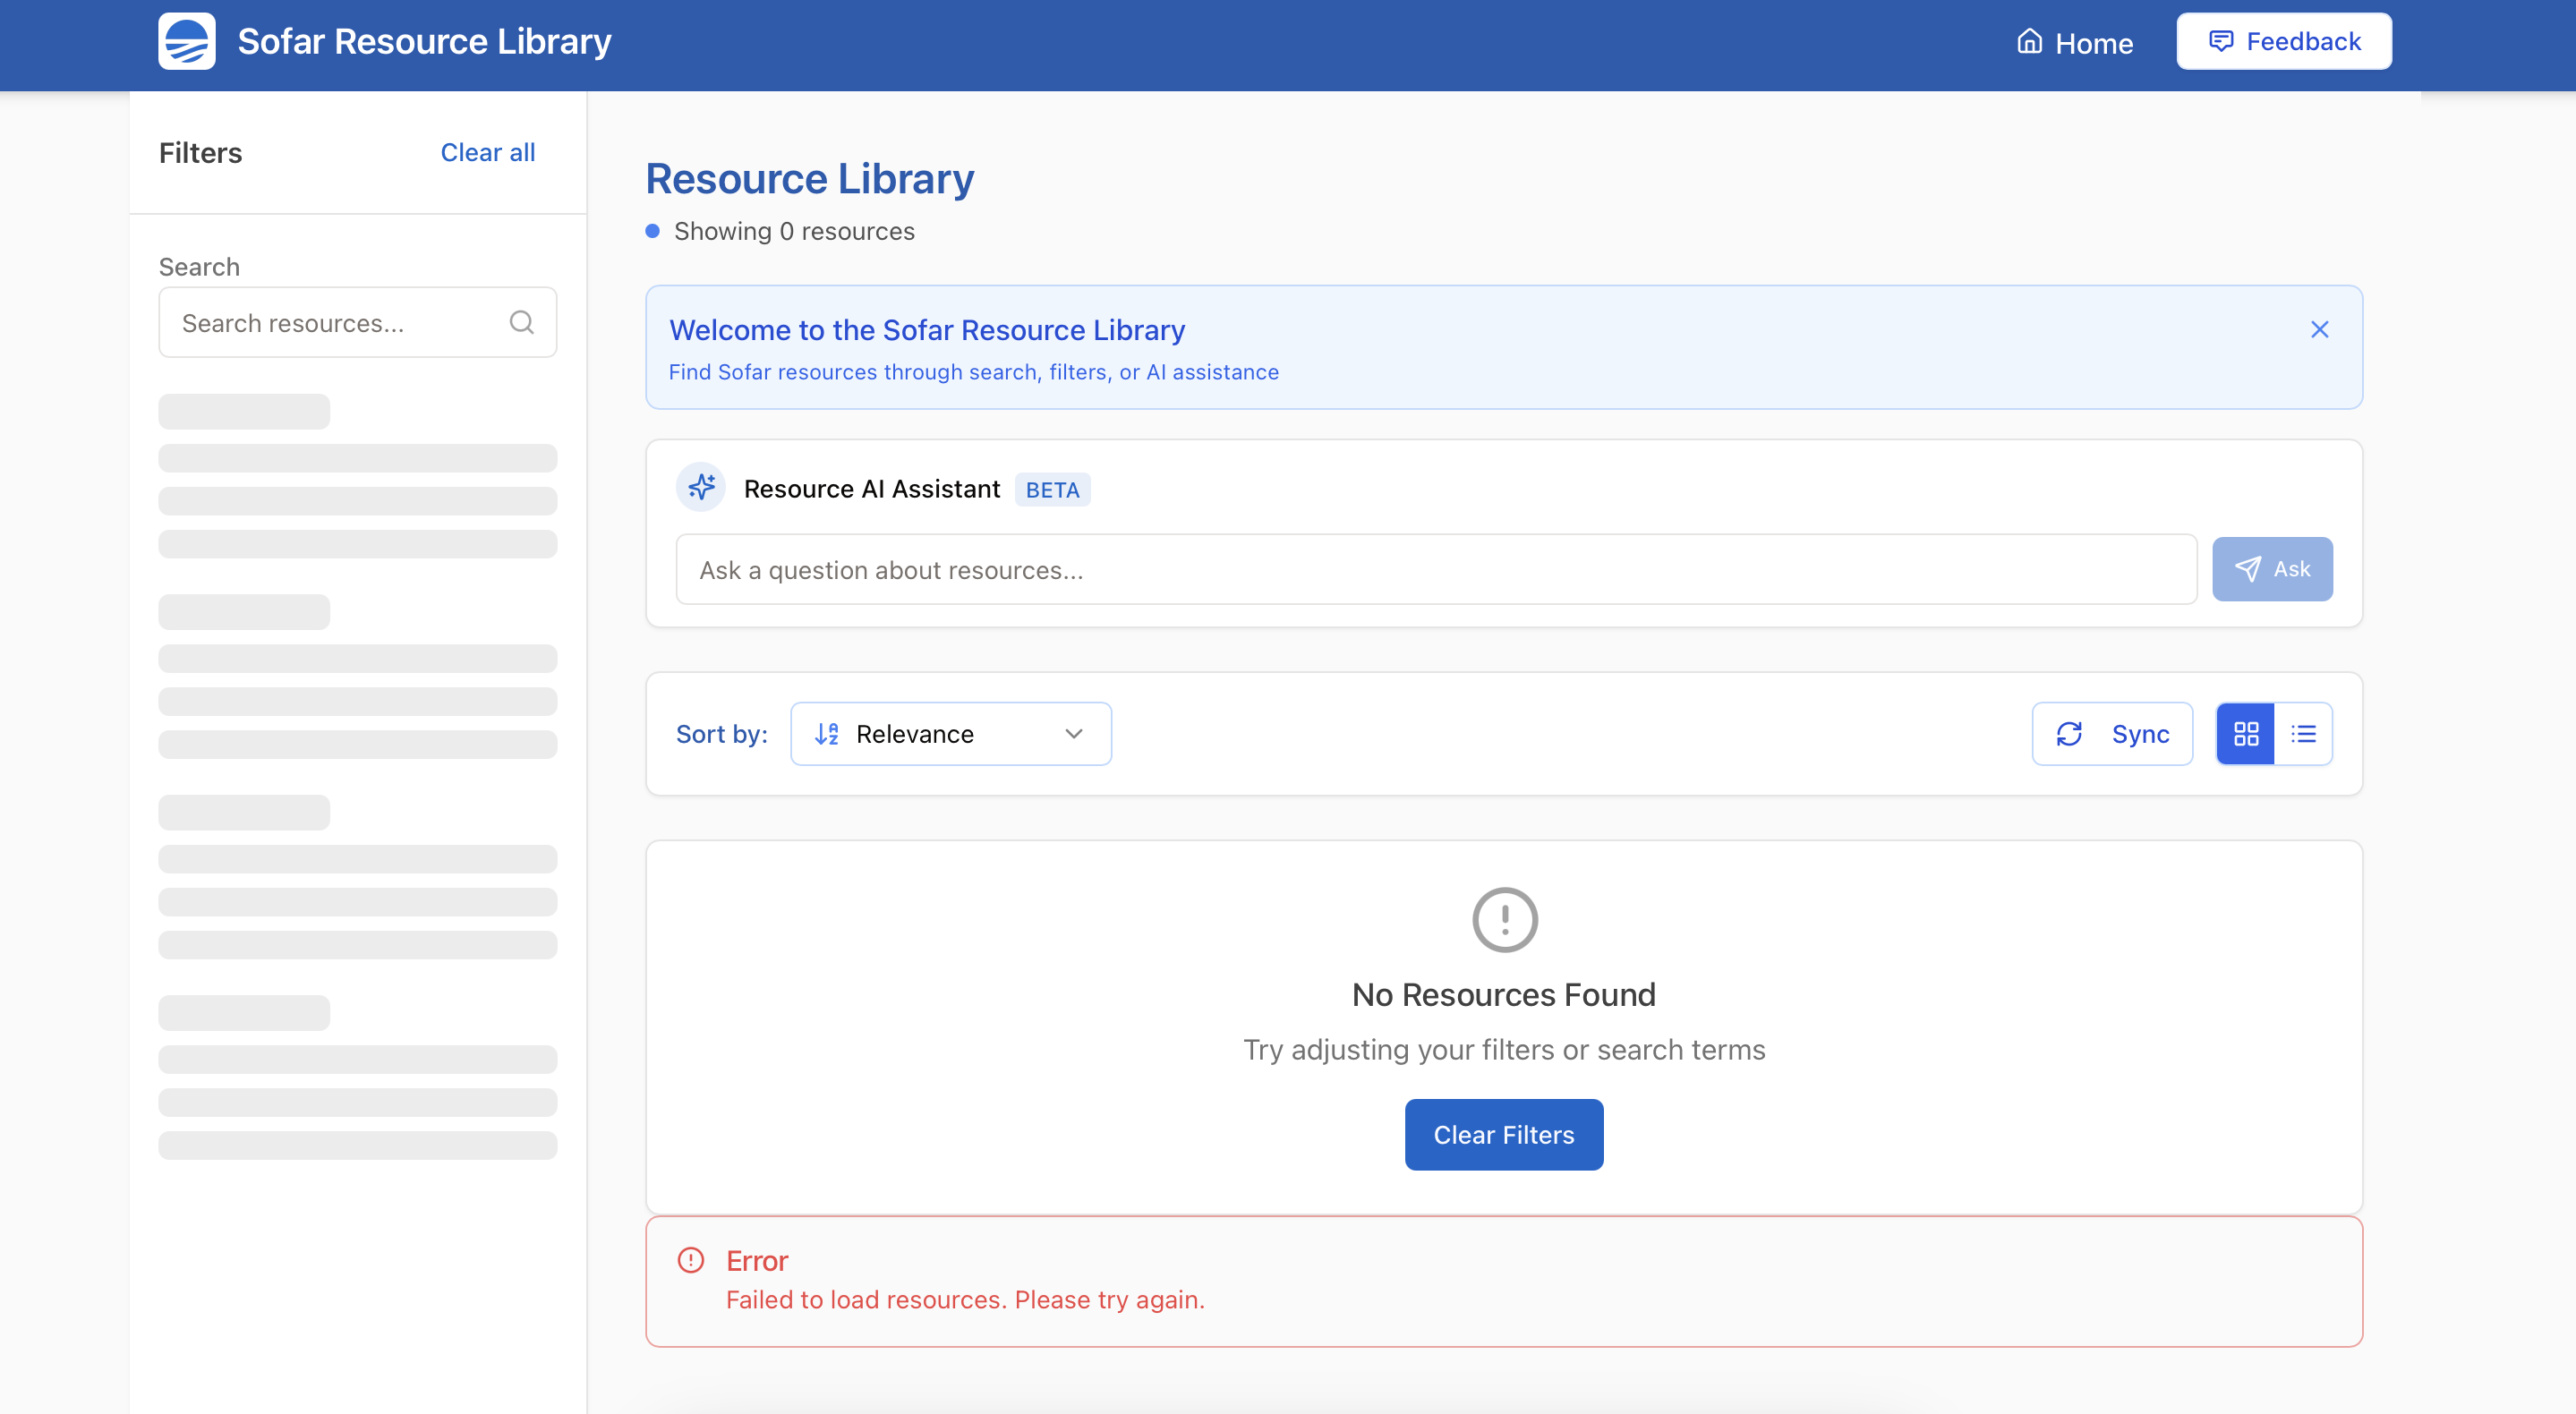 Sofar Resource Library
Home
Feedback
Filters
Clear all
Search
Search resources...
Resource Library
Showing 0 resources
Welcome to the Sofar Resource Library
Find Sofar resources through search, filters, or AI assistance
Resource AI Assistant BETA
Ask a question about resources...
Ask
Sort by:
Relevance
Sync
No Resources Found
Try adjusting your filters or search terms
Clear Filters
Error
Failed to load resources. Please try again.